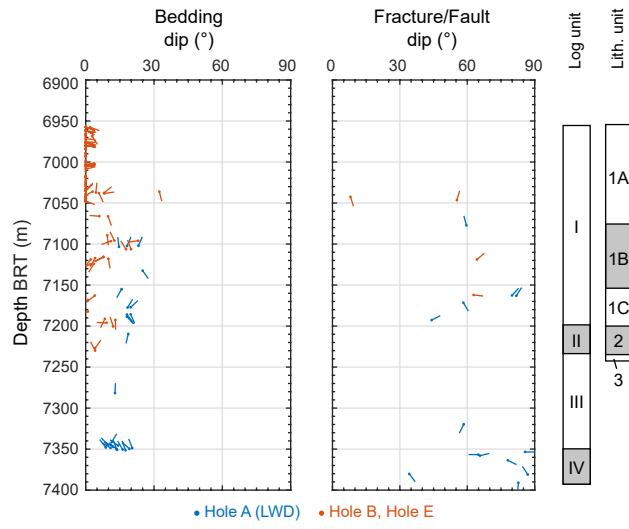 Bedding
dip (°)
Fracture/Fault
dip (°)
Log unit
Lith. unit
0 30 60 90
0 30 60 90
Depth BRT (m)
6900
6950
7000
7050
7100
7150
7200
7250
7300
7350
7400
I
II
III
IV
1A
1B
1C
2
3
Hole A (LWD)
Hole B, Hole E